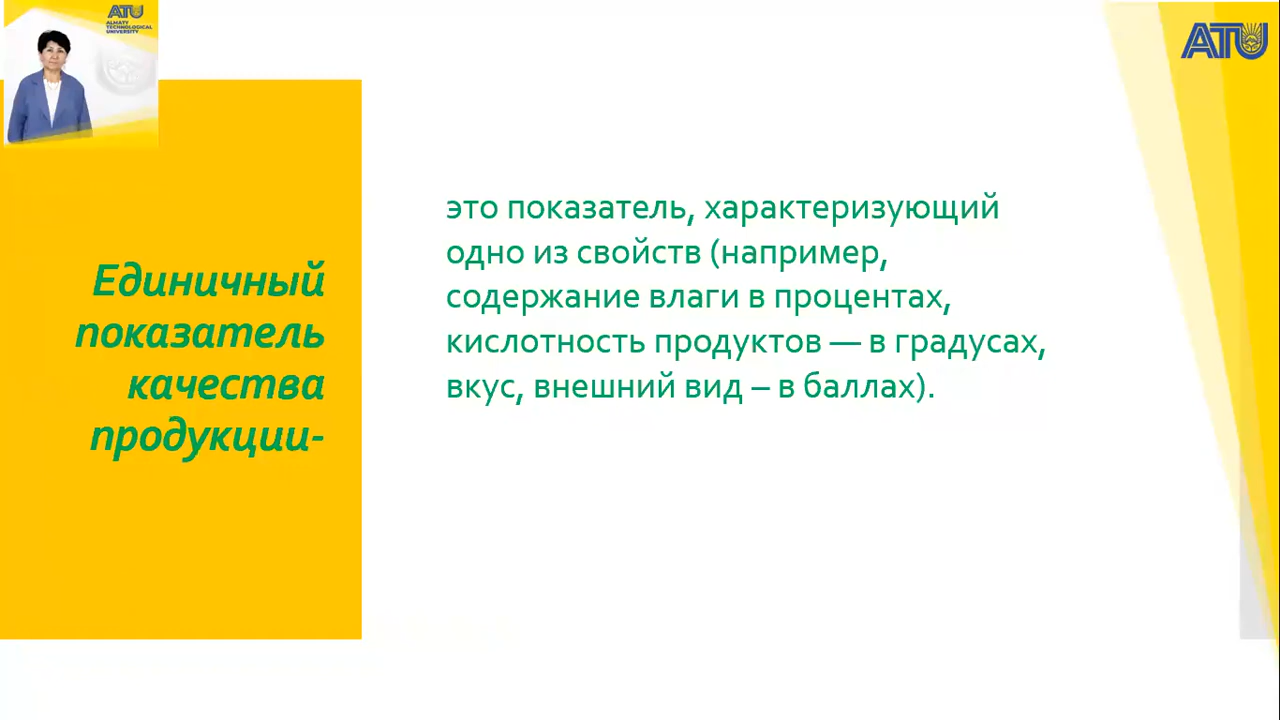 ATU
ALMATY
TECHNOLOGICAL
UNIVERSITY
ATU
Единичный
показатель
качества
продукции-
это показатель, характеризующий
одно из свойств (например,
содержание влаги в процентах,
кислотность продуктов — в градусах,
вкус, внешний вид – в баллах).